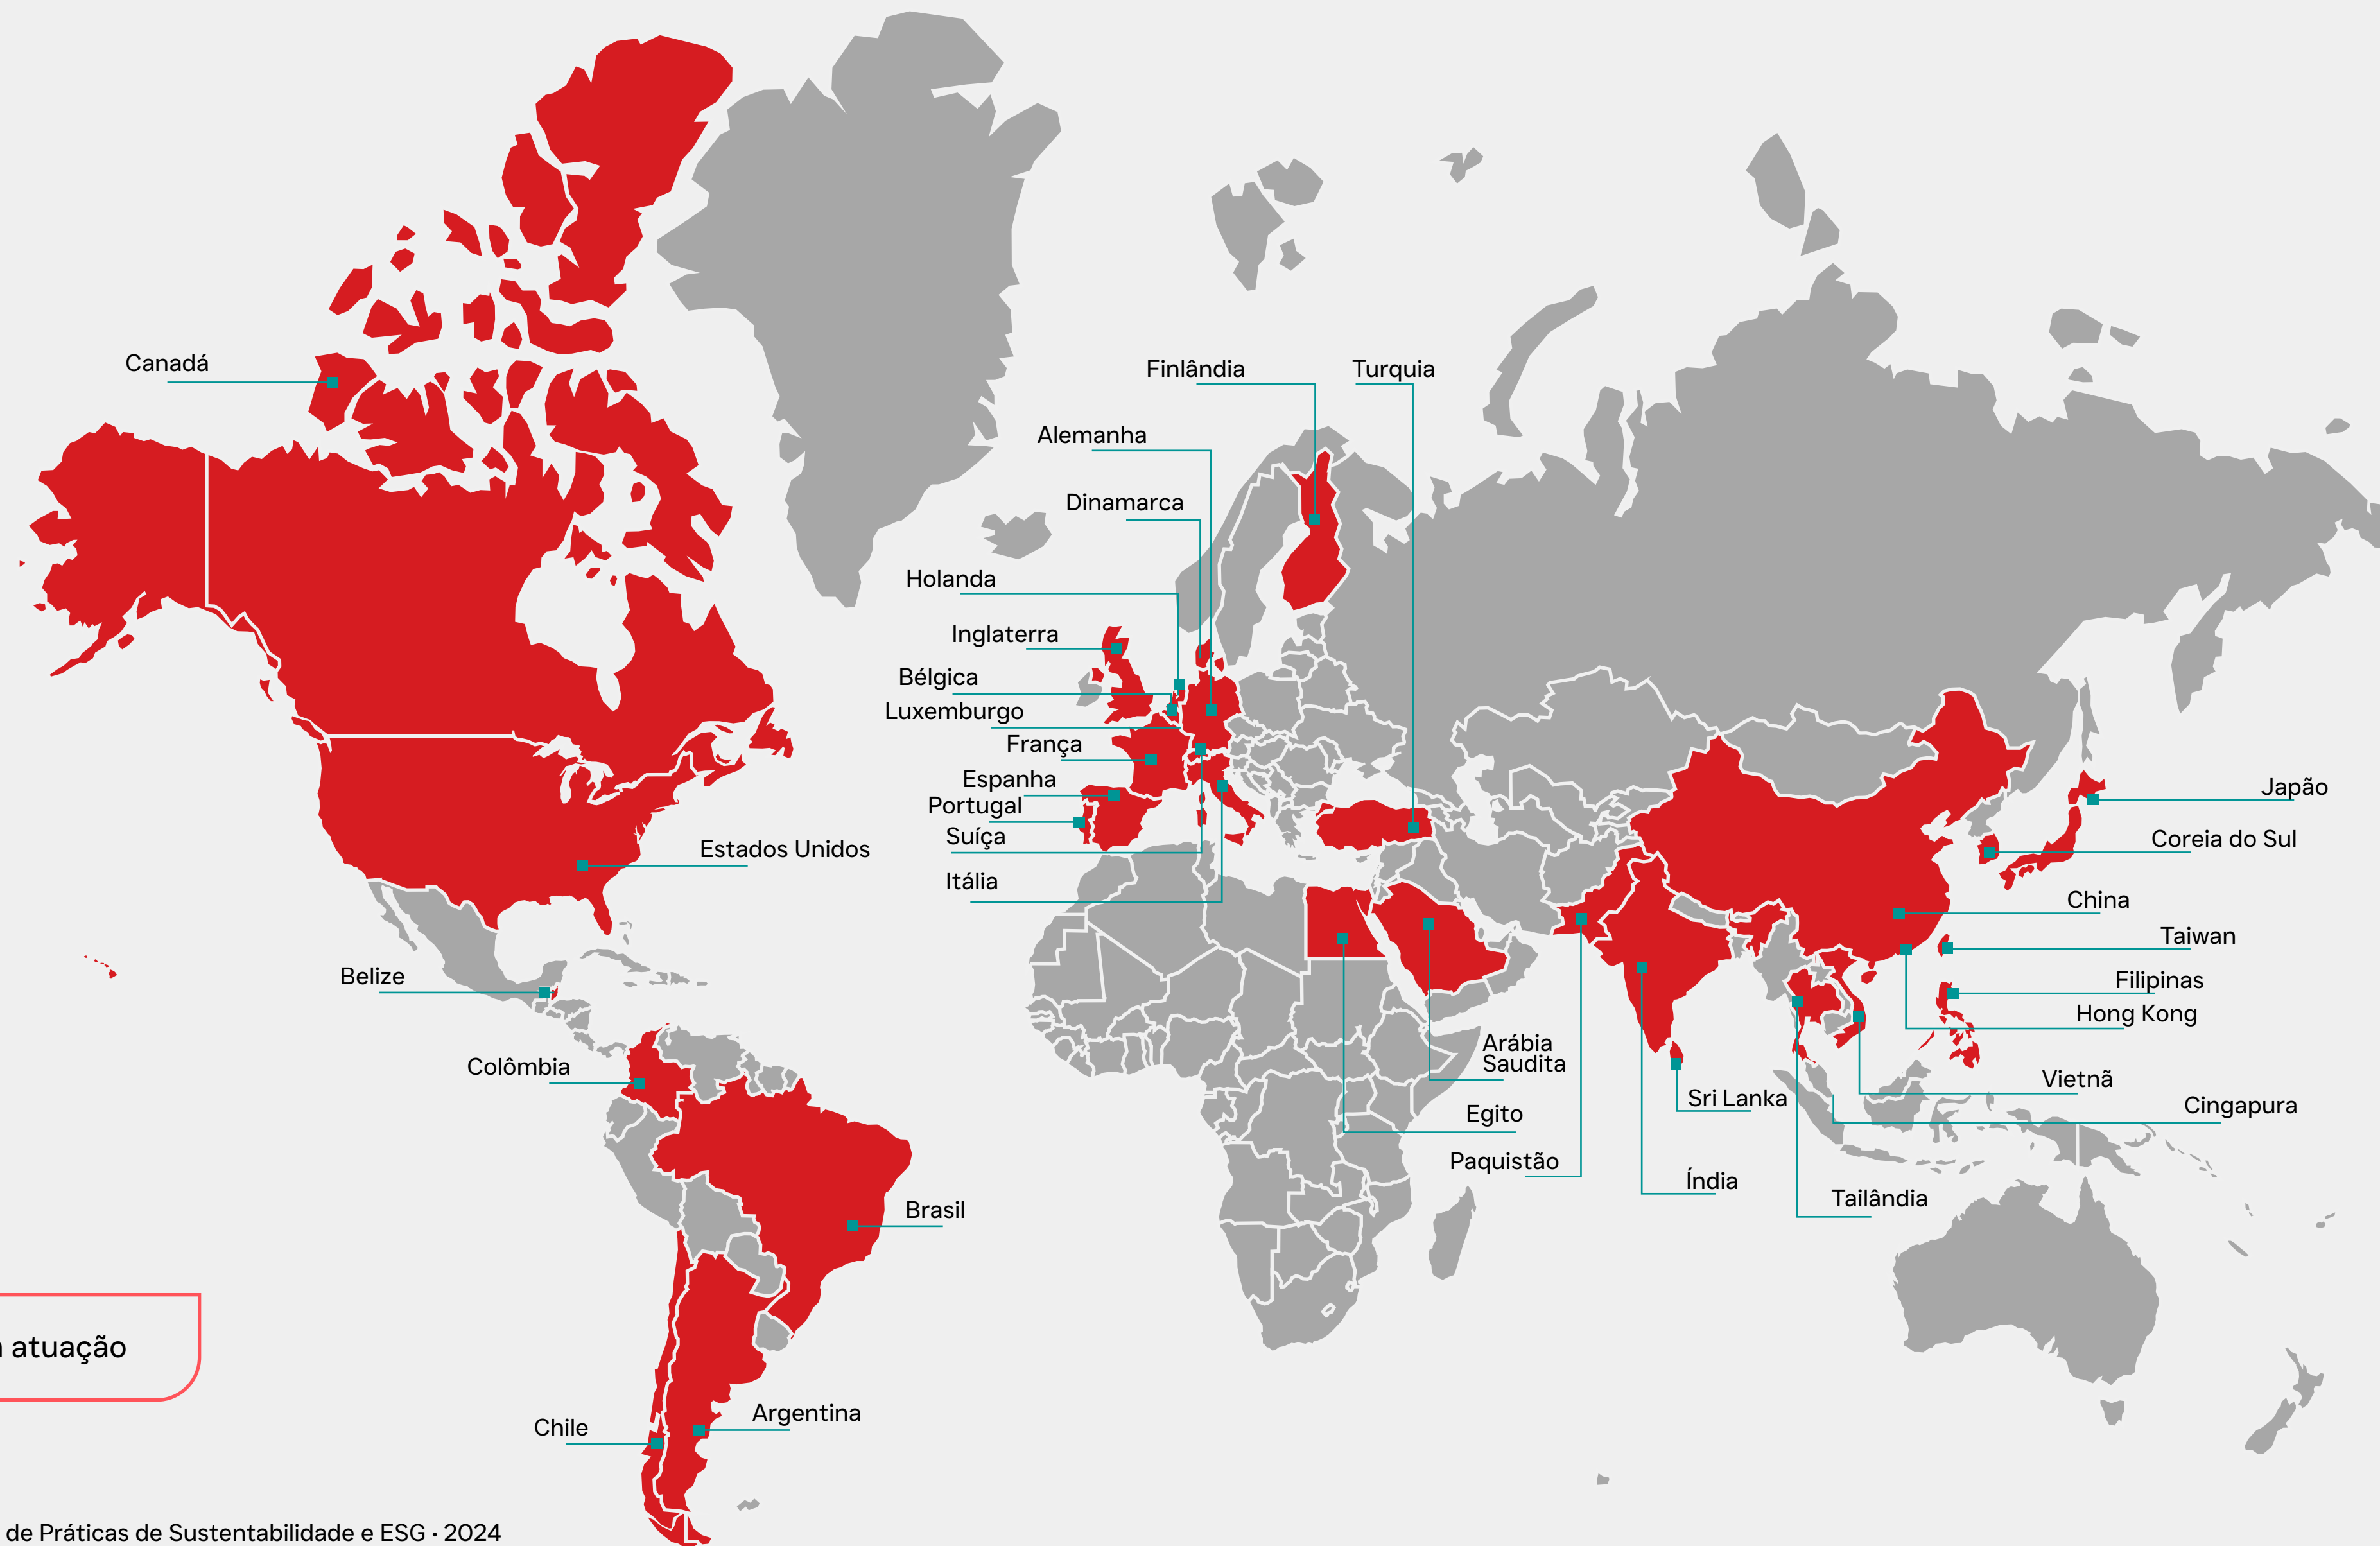 Canadá
Finlândia
Turquia
Alemanha
Dinamarca
Holanda
Inglaterra
Bélgica
Luxemburgo
França
Espanha
Portugal
Suíça
Itália
Estados Unidos
Belize
Colômbia
Brasil
Chile
Argentina
Japão
Coreia do Sul
China
Taiwan
Filipinas
Hong Kong
Arábia
Saudita
Vietnã
Sri Lanka
Cingapura
Egito
Paquistão
Índia
Tailândia
atuação
de Práticas de Sustentabilidade e ESG • 2024